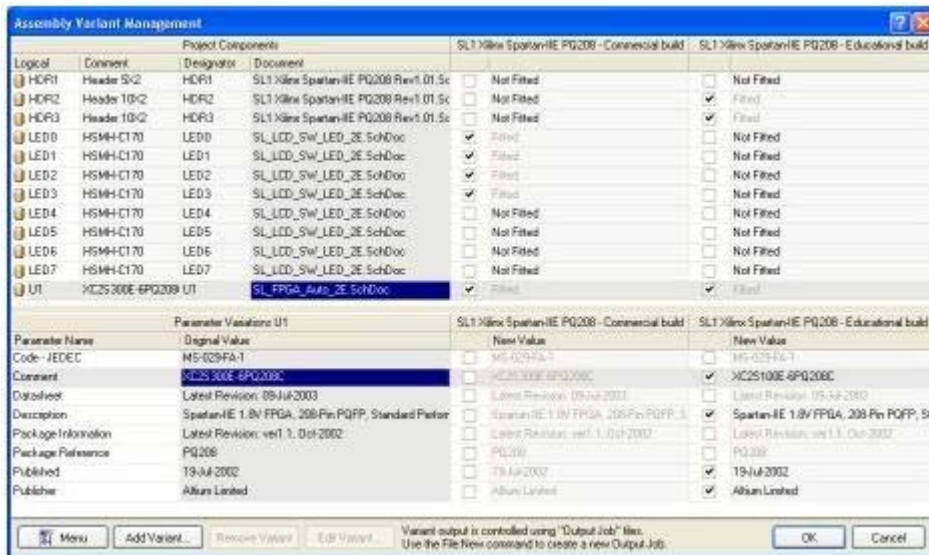 Assembly Variant Management
Project Components SL1 Xilinx Spartan-IIE PQ208 - Commercial build SL1 Xilinx Spartan-IIE PQ208 - Educational build
Logical Comment Designator Document
HDR1 Header 5X2 HDR1 SL1 Xilinx Spartan-IIE PQ208 Rev1.01.Sc Not Fitted Not Fitted
HDR2 Header 10X2 HDR2 SL1 Xilinx Spartan-IIE PQ208 Rev1.01.Sc Not Fitted Fitted
HDR3 Header 10X2 HDR3 SL1 Xilinx Spartan-IIE PQ208 Rev1.01.Sc Not Fitted Fitted
LED0 HSMH-C170 LED0 SL_LCD_SW_LED_2E.SchDoc Fitted Not Fitted
LED1 HSMH-C170 LED1 SL_LCD_SW_LED_2E.SchDoc Fitted Not Fitted
LED2 HSMH-C170 LED2 SL_LCD_SW_LED_2E.SchDoc Fitted Not Fitted
LED3 HSMH-C170 LED3 SL_LCD_SW_LED_2E.SchDoc Fitted Not Fitted
LED4 HSMH-C170 LED4 SL_LCD_SW_LED_2E.SchDoc Not Fitted Not Fitted
LED5 HSMH-C170 LED5 SL_LCD_SW_LED_2E.SchDoc Not Fitted Not Fitted
LED6 HSMH-C170 LED6 SL_LCD_SW_LED_2E.SchDoc Not Fitted Not Fitted
LED7 HSMH-C170 LED7 SL_LCD_SW_LED_2E.SchDoc Not Fitted Not Fitted
U1 XC2S300E-6PQ208 U1 SL_FPGA_Auto_2E.SchDoc Fitted Fitted
Parameter Variations U1 SL1 Xilinx Spartan-IIE PQ208 - Commercial build SL1 Xilinx Spartan-IIE PQ208 - Educational build
Parameter Name Original Value New Value New Value
Code - JEDEC MS-029-FA-1 MS-029-FA-1 MS-029-FA-1
Comment XC2S300E-6PQ208C XC2S300E-6PQ208C XC2S100E-6PQ208C
Datasheet Latest Revision: 09-Jul-2003 Latest Revision: 09-Jul-2003 Latest Revision: 09-Jul-2003
Description Spartan-IIE 1.8V FPGA, 208-Pin PQFP, Standard Perfor Spartan-IIE 1.8V FPGA, 208-Pin PQFP, S Spartan-IIE 1.8V FPGA, 208-Pin PQFP, S
Package Information Latest Revision: ver1.1, Oct-2002 Latest Revision: ver1.1, Oct-2002 Latest Revision: ver1.1, Oct-2002
Package Reference PQ208 PQ208 PQ208
Published 19-Jul-2002 19-Jul-2002 19-Jul-2002
Publisher Altium Limited Altium Limited Altium Limited
Menu Add Variant... Remove Variant Edit Variant... Variant output is controlled using "Output Job" files. OK Cancel
Use the File New command to create a new Output Job.